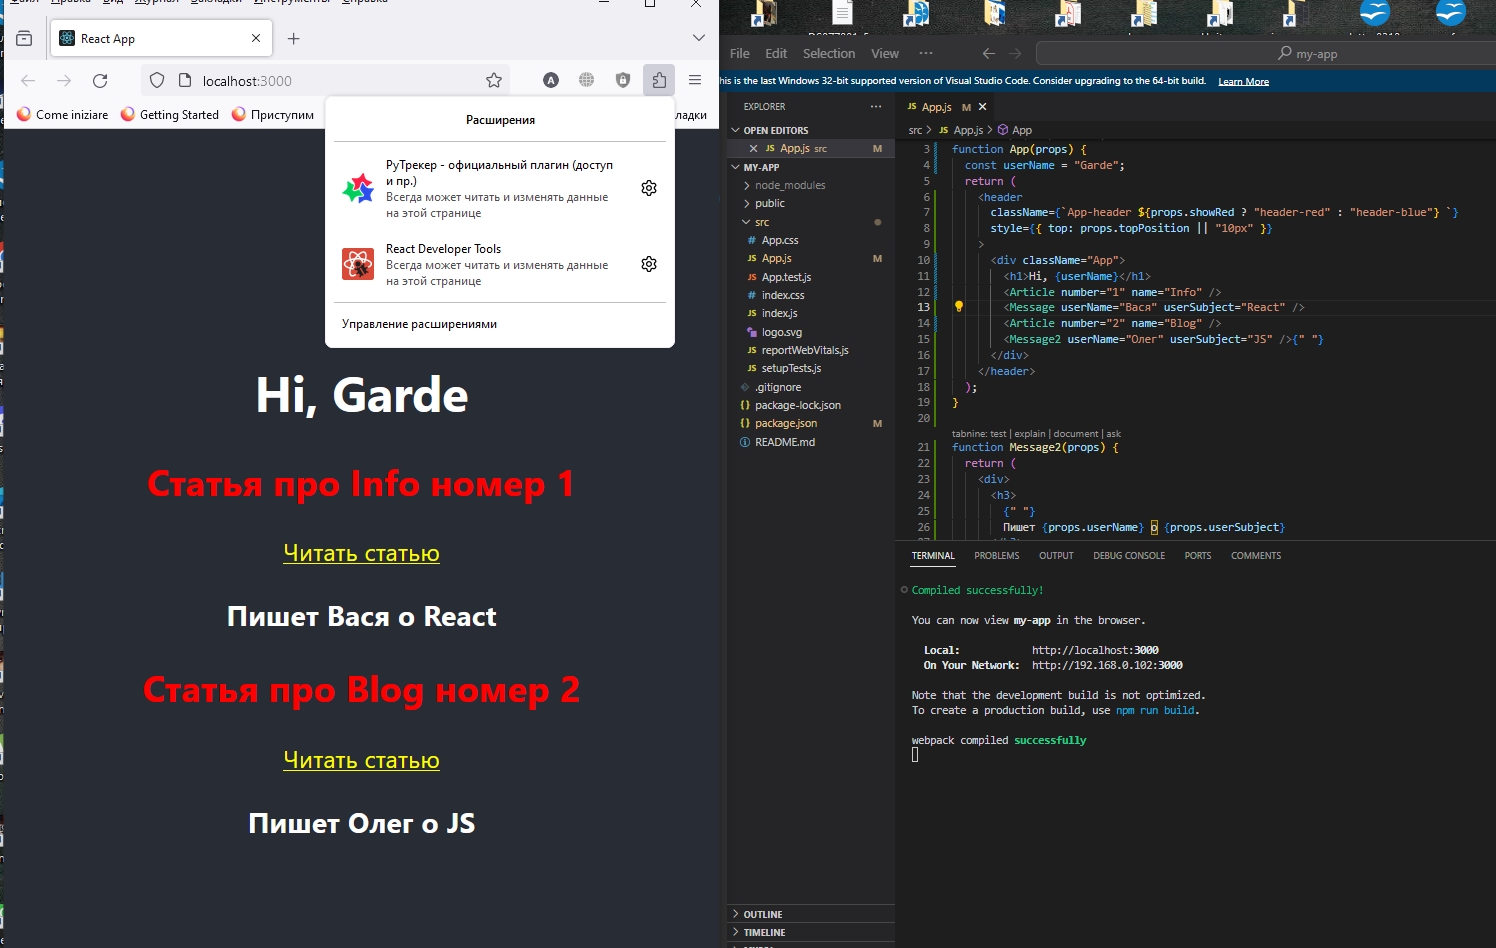 Файл Правка Вид Журнал Закладки Инструменты Справка
React App
localhost:3000
Come iniziare
Getting Started
Приступим
ладки
Расширения
РуТрекер - официальный плагин (доступ
и пр.)
Всегда может читать и изменять данные
на этой странице
React Developer Tools
Всегда может читать и изменять данные
на этой странице
Управление расширениями
Hi, Garde
Статья про Info номер 1
Читать статью
Пишет Вася о React
Статья про Blog номер 2
Читать статью
Пишет Олег о JS
File Edit Selection View ···
my-app
his is the last Windows 32-bit supported version of Visual Studio Code. Consider upgrading to the 64-bit build. Learn More
EXPLORER
OPEN EDITORS
App.js src M
MY-APP
node_modules
public
src
App.css
App.js M
App.test.js
index.css
index.js
logo.svg
reportWebVitals.js
setupTests.js
.gitignore
package-lock.json
package.json M
README.md
OUTLINE
TIMELINE
JS App.js M
src > JS App.js > App
3 function App(props) {
4 const userName = "Garde";
5 return (
6 <header
7 className={`App-header ${props.showRed ? "header-red" : "header-blue"} `}
8 style={{ top: props.topPosition || "10px" }}
9 >
10 <div className="App">
11 <h1>Hi, {userName}</h1>
12 <Article number="1" name="Info" />
13 <Message userName="Вася" userSubject="React" />
14 <Article number="2" name="Blog" />
15 <Message2 userName="Олег" userSubject="JS" />{" "}
16 </div>
17 </header>
18 );
19 }
20
tabnine: test | explain | document | ask
21 function Message2(props) {
22 return (
23 <div>
24 <h3>
25 {" "}
26 Пишет {props.userName} о {props.userSubject}
TERMINAL PROBLEMS OUTPUT DEBUG CONSOLE PORTS COMMENTS
Compiled successfully!
You can now view my-app in the browser.
Local: http://localhost:3000
On Your Network: http://192.168.0.102:3000
Note that the development build is not optimized.
To create a production build, use npm run build.
webpack compiled successfully